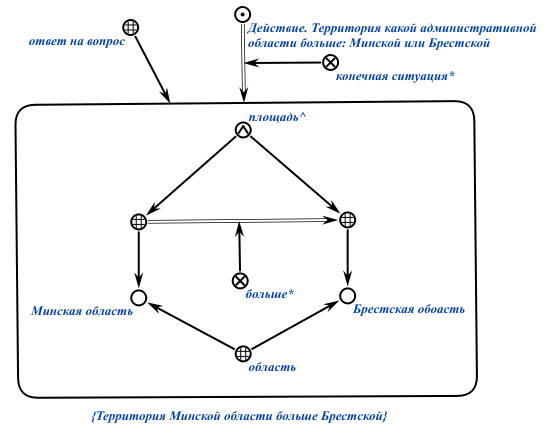 ответ на вопрос
Действие. Территория какой административной
области больше: Минской или Брестской
конечная ситуация*
площадь^
больше*
Минская область
Брестская обоасть
область
{Территория Минской области больше Брестской}